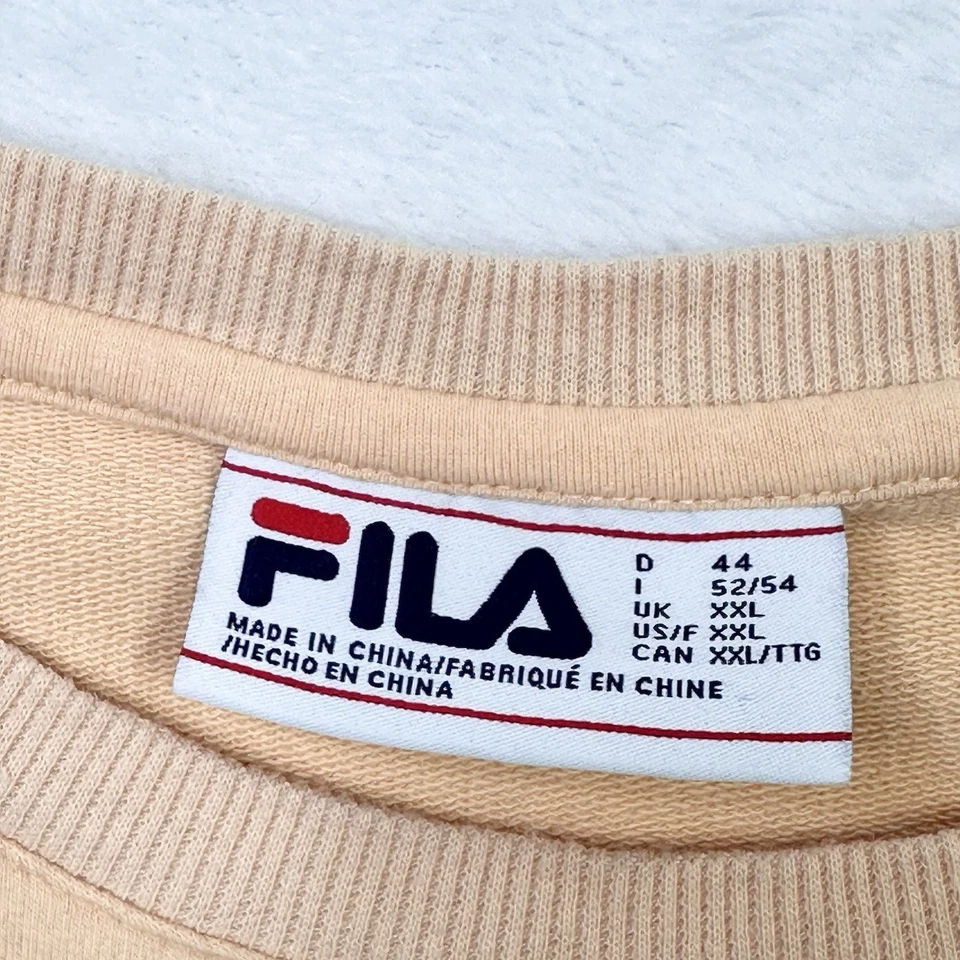 FILA
D 44
I 52/54
UK XXL
US/F XXL
CAN XXL/TTG
MADE IN CHINA/FABRIQUÉ EN CHINE
/HECHO EN CHINA